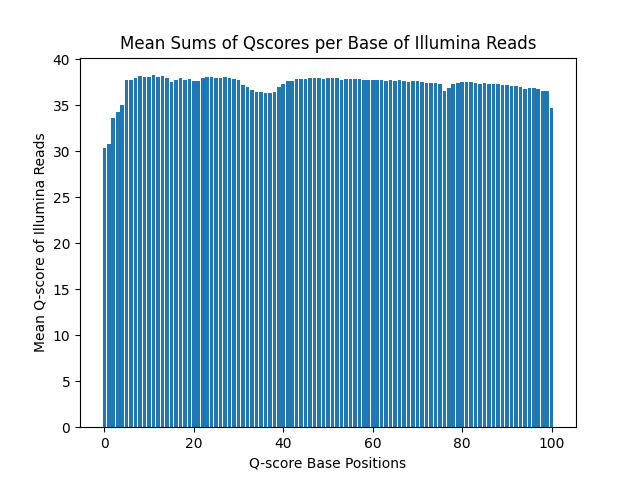 Mean Sums of Qscores per Base of Illumina Reads
40
35
30
25
20
15
10
5
0
Mean Q-score of Illumina Reads
0 20 40 60 80 100
Q-score Base Positions